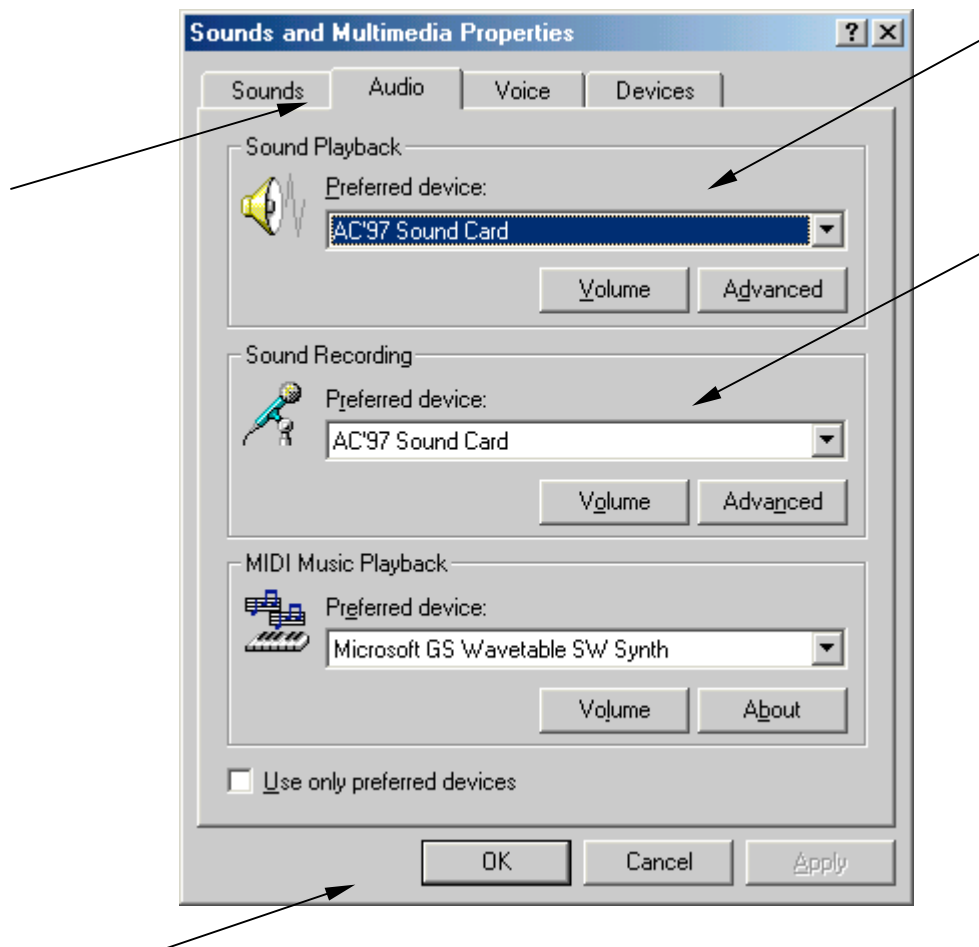 Sounds and Multimedia Properties
Sounds Audio Voice Devices
Sound Playback
Preferred device:
AC'97 Sound Card
Volume Advanced
Sound Recording
Preferred device:
AC'97 Sound Card
Volume Advanced
MIDI Music Playback
Preferred device:
Microsoft GS Wavetable SW Synth
Volume About
Use only preferred devices
OK Cancel Apply